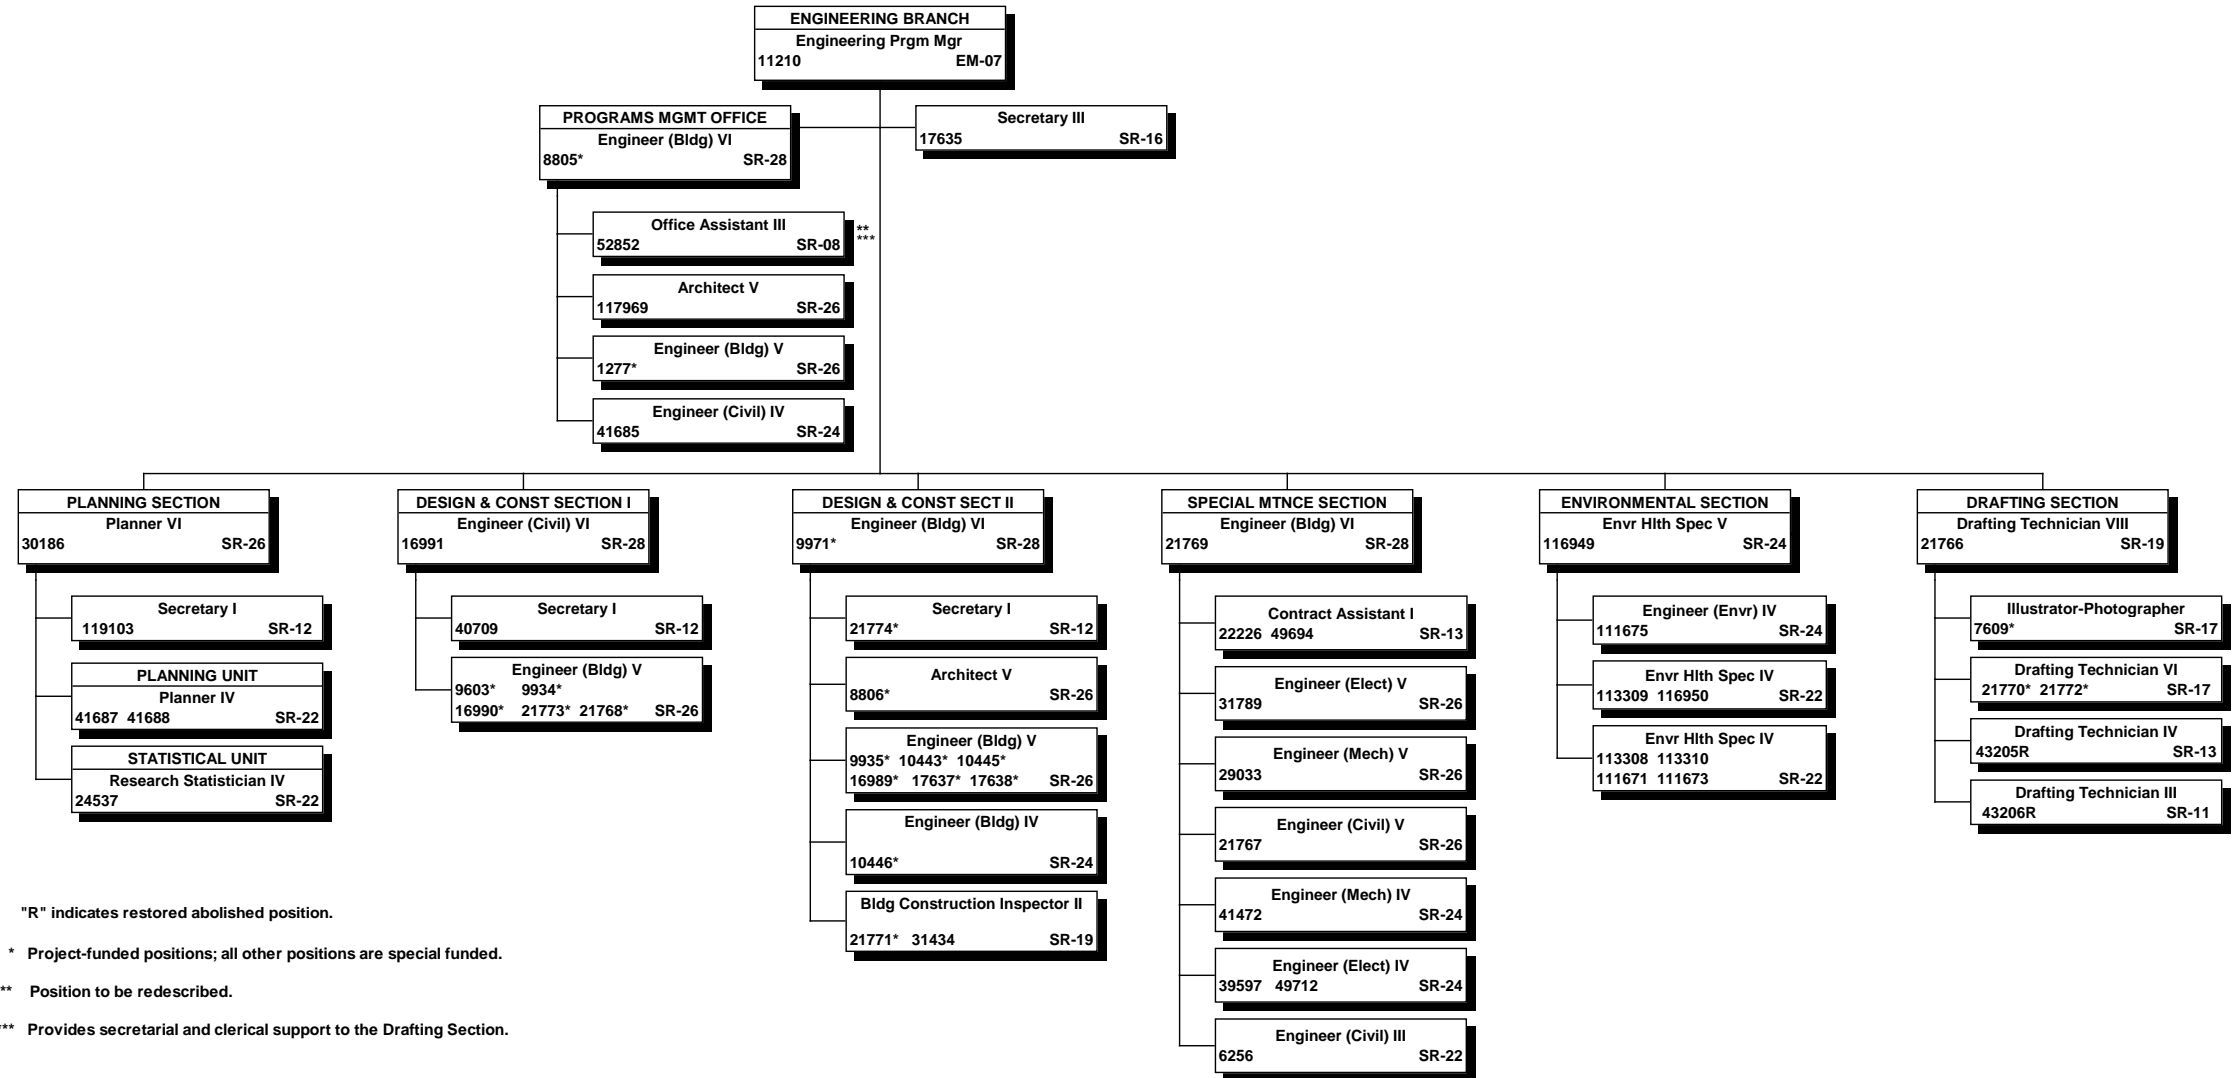 ENGINEERING BRANCH
Engineering Prgm Mgr
11210 EM-07
PROGRAMS MGMT OFFICE
Engineer (Bldg) VI
8805* SR-28
Secretary III
17635 SR-16
Office Assistant III
52852 SR-08
**
***
Architect V
117969 SR-26
Engineer (Bldg) V
1277* SR-26
Engineer (Civil) IV
41685 SR-24
PLANNING SECTION
Planner VI
30186 SR-26
Secretary I
119103 SR-12
PLANNING UNIT
Planner IV
41687 41688 SR-22
STATISTICAL UNIT
Research Statistician IV
24537 SR-22
DESIGN & CONST SECTION I
Engineer (Civil) VI
16991 SR-28
Secretary I
40709 SR-12
Engineer (Bldg) V
9603* 9934*
16990* 21773* 21768* SR-26
DESIGN & CONST SECT II
Engineer (Bldg) VI
9971* SR-28
Secretary I
21774* SR-12
Architect V
8806* SR-26
Engineer (Bldg) V
9935* 10443* 10445*
16989* 17637* 17638* SR-26
Engineer (Bldg) IV
10446* SR-24
Bldg Construction Inspector II
21771* 31434 SR-19
SPECIAL MTNCE SECTION
Engineer (Bldg) VI
21769 SR-28
Contract Assistant I
22226 49694 SR-13
Engineer (Elect) V
31789 SR-26
Engineer (Mech) V
29033 SR-26
Engineer (Civil) V
21767 SR-26
Engineer (Mech) IV
41472 SR-24
Engineer (Elect) IV
39597 49712 SR-24
Engineer (Civil) III
6256 SR-22
ENVIRONMENTAL SECTION
Envr Hlth Spec V
116949 SR-24
Engineer (Envr) IV
111675 SR-24
Envr Hlth Spec IV
113309 116950 SR-22
Envr Hlth Spec IV
113308 113310
111671 111673 SR-22
DRAFTING SECTION
Drafting Technician VIII
21766 SR-19
Illustrator-Photographer
7609* SR-17
Drafting Technician VI
21770* 21772* SR-17
Drafting Technician IV
43205R SR-13
Drafting Technician III
43206R SR-11
"R" indicates restored abolished position.
* Project-funded positions; all other positions are special funded.
** Position to be redescribed.
*** Provides secretarial and clerical support to the Drafting Section.